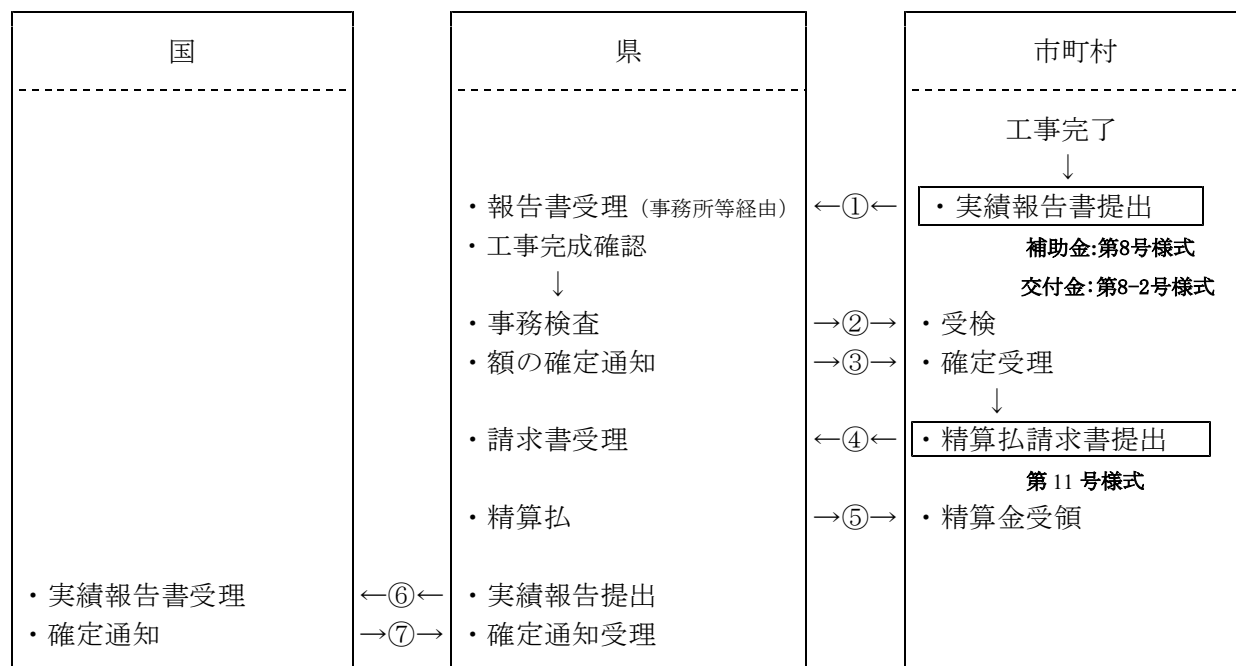 国　県　市町村
工事完了
↓
・報告書受理（事務所等経由）　←①←　・実績報告書提出
・工事完成確認　補助金:第8号様式
↓　交付金:第8-2号様式
・事務検査　→②→　・受検
・額の確定通知　→③→　・確定受理
↓
・請求書受理　←④←　・精算払請求書提出
第 11 号様式
・精算払　→⑤→　・精算金受領
・実績報告書受理　←⑥←　・実績報告提出
・確定通知　→⑦→　・確定通知受理